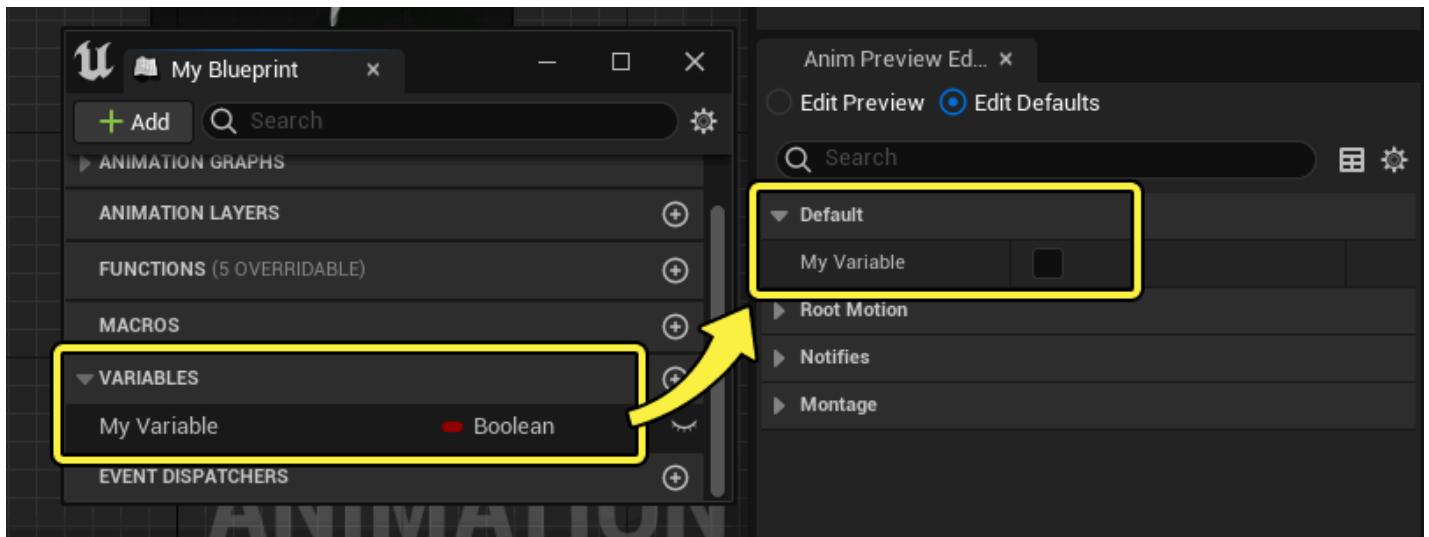 My Blueprint
Add
Search
ANIMATION GRAPHS
ANIMATION LAYERS
FUNCTIONS (5 OVERRIDABLE)
MACROS
VARIABLES
My Variable Boolean
EVENT DISPATCHERS
ANIMATION
Anim Preview Ed...
Edit Preview Edit Defaults
Search
Default
My Variable
Root Motion
Notifies
Montage